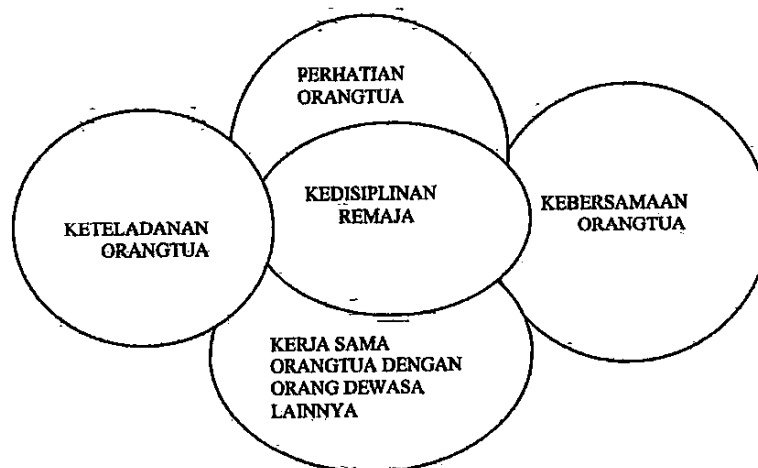 PERHATIAN
ORANGTUA
KEDISIPLINAN
REMAJA
KETELADANAN
ORANGTUA
KEBERSAMAAN
ORANGTUA
KERJA SAMA
ORANGTUA DENGAN
ORANG DEWASA
LAINNYA